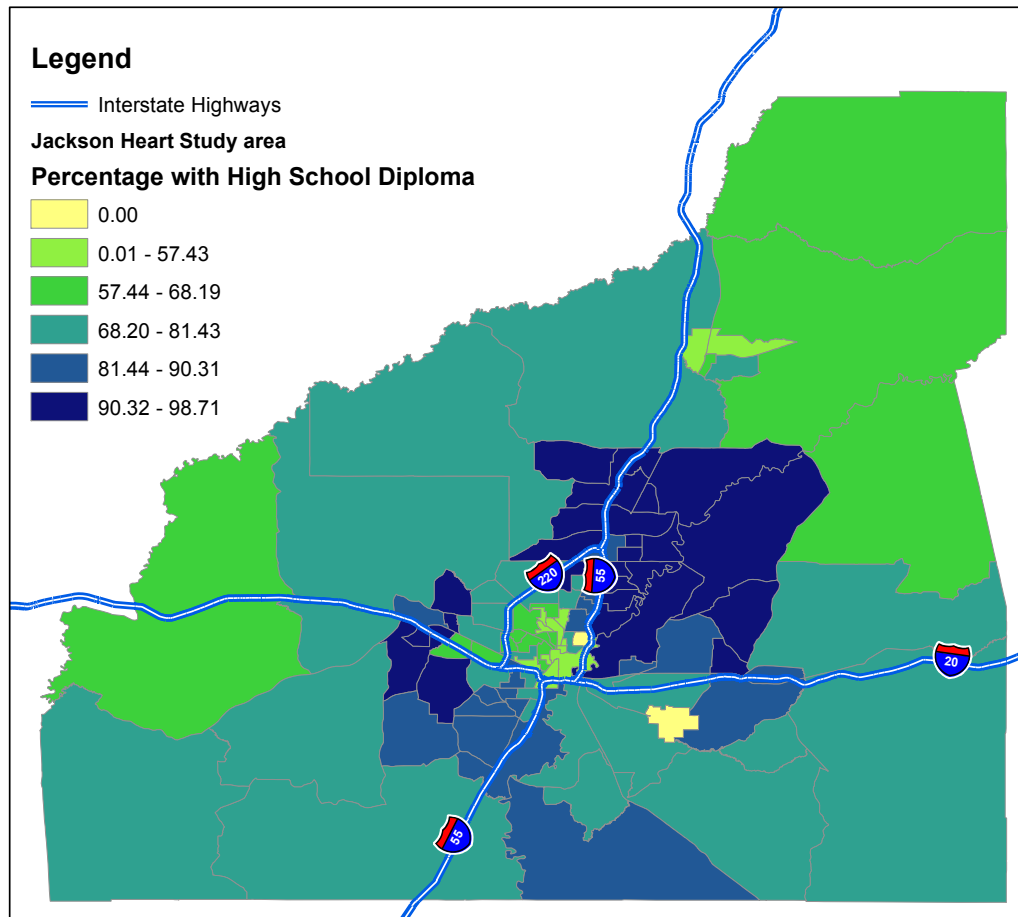 Legend
Interstate Highways
Jackson Heart Study area
Percentage with High School Diploma
0.00
0.01 - 57.43
57.44 - 68.19
68.20 - 81.43
81.44 - 90.31
90.32 - 98.71
220
55
20
55